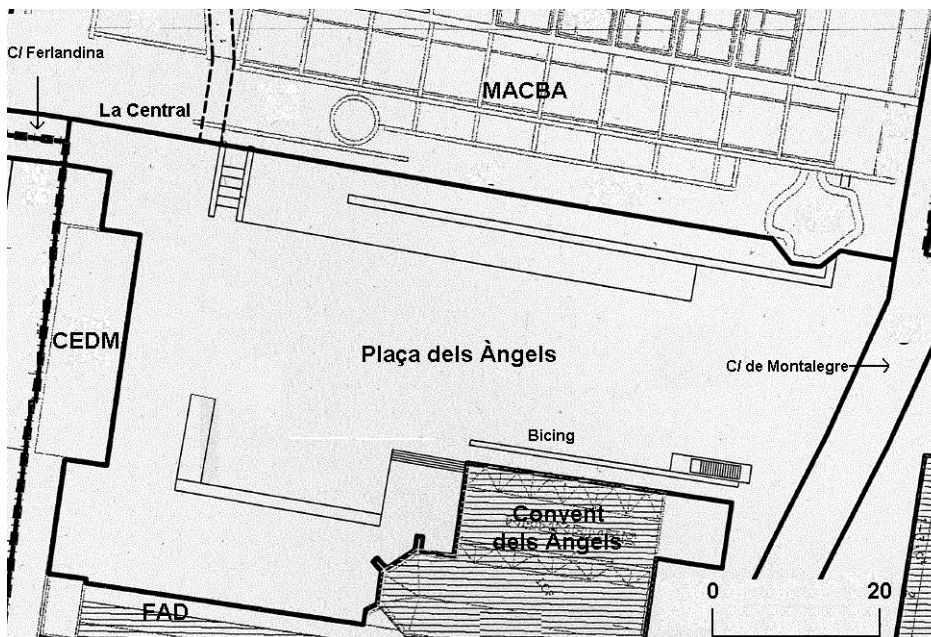 C/ Ferlandina
MACBA
La Central
CEDM
Plaça dels Àngels
C/ de Montalegre
Bicing
Convent
dels Àngels
FAD
0 20